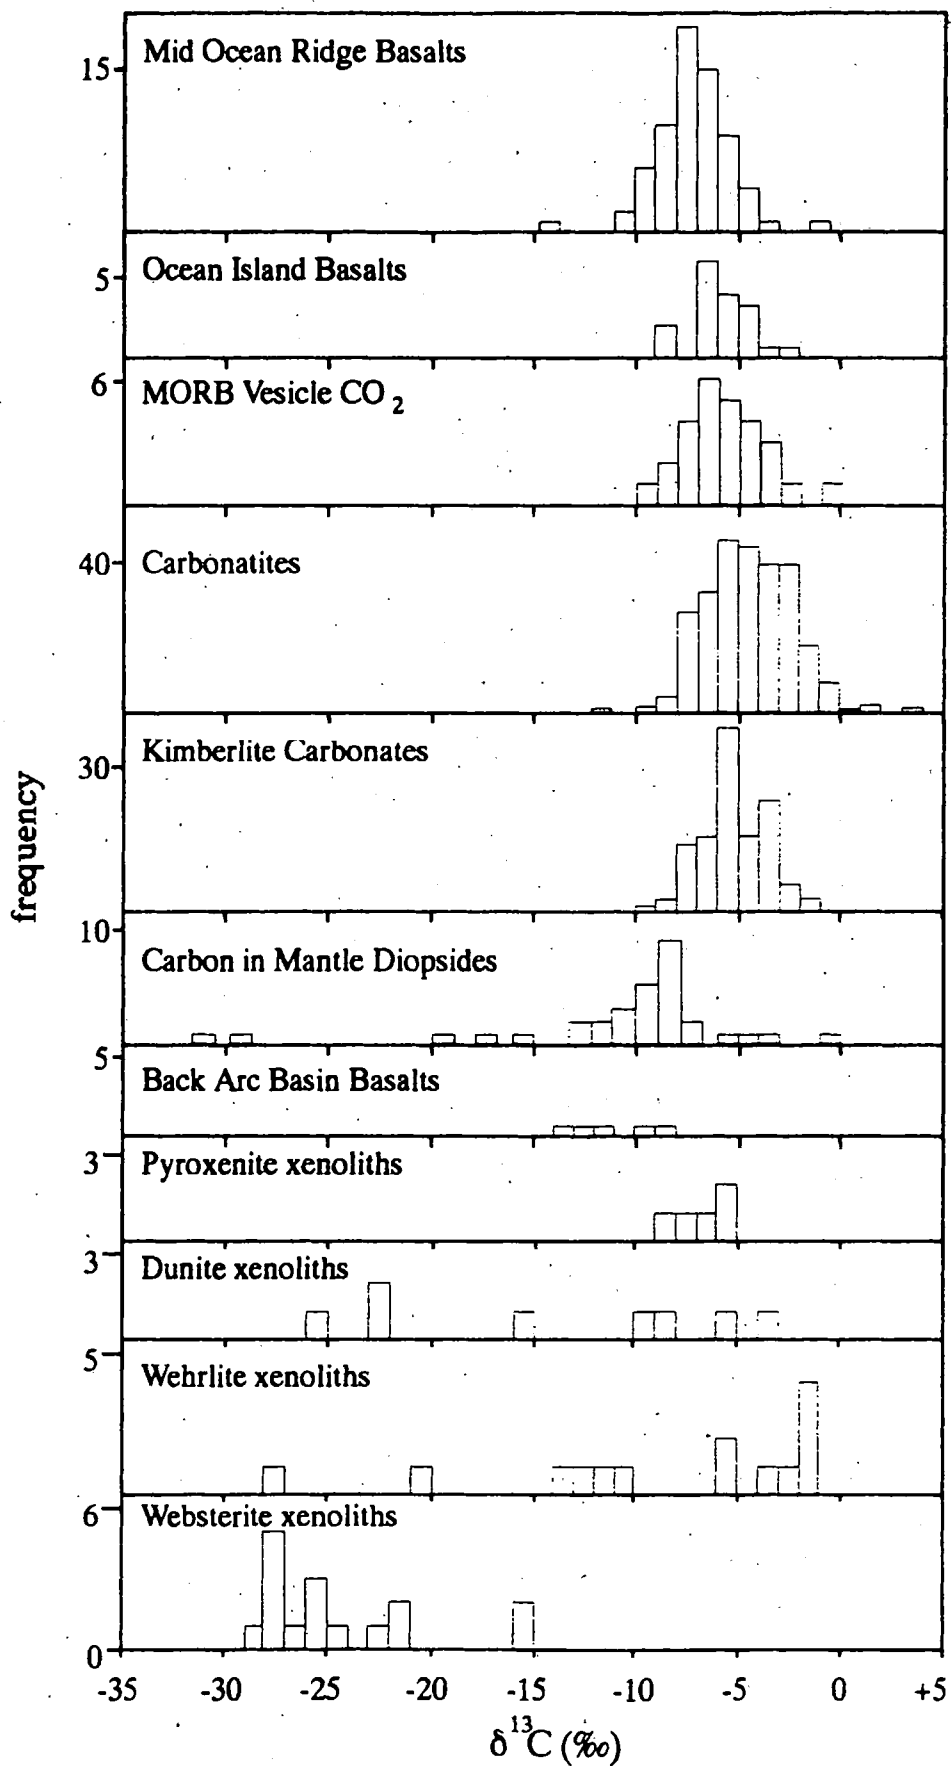 Mid Ocean Ridge Basalts
15
Ocean Island Basalts
5
MORB Vesicle CO2
6
Carbonatites
40
Kimberlite Carbonates
30
frequency
Carbon in Mantle Diopsides
10
Back Arc Basin Basalts
5
Pyroxenite xenoliths
3
Dunite xenoliths
3
Wehrlite xenoliths
5
Websterite xenoliths
6
0
-35 -30 -25 -20 -15 -10 -5 0 +5
δ13C (‰)